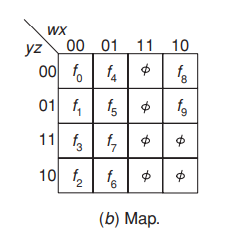 wx
yz 00 01 11 10
00 f₀ f₄ ϕ f₈
01 f₁ f₅ ϕ f₉
11 f₃ f₇ ϕ ϕ
10 f₂ f₆ ϕ ϕ
(b) Map.